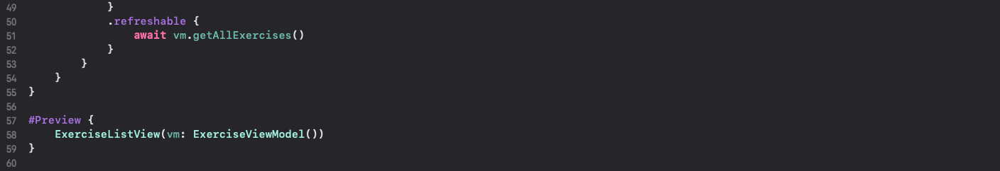 49             }
50             .refreshable {
51                 await vm.getAllExercises()
52             }
53         }
54     }
55 }
56
57 #Preview {
58     ExerciseListView(vm: ExerciseViewModel())
59 }
60